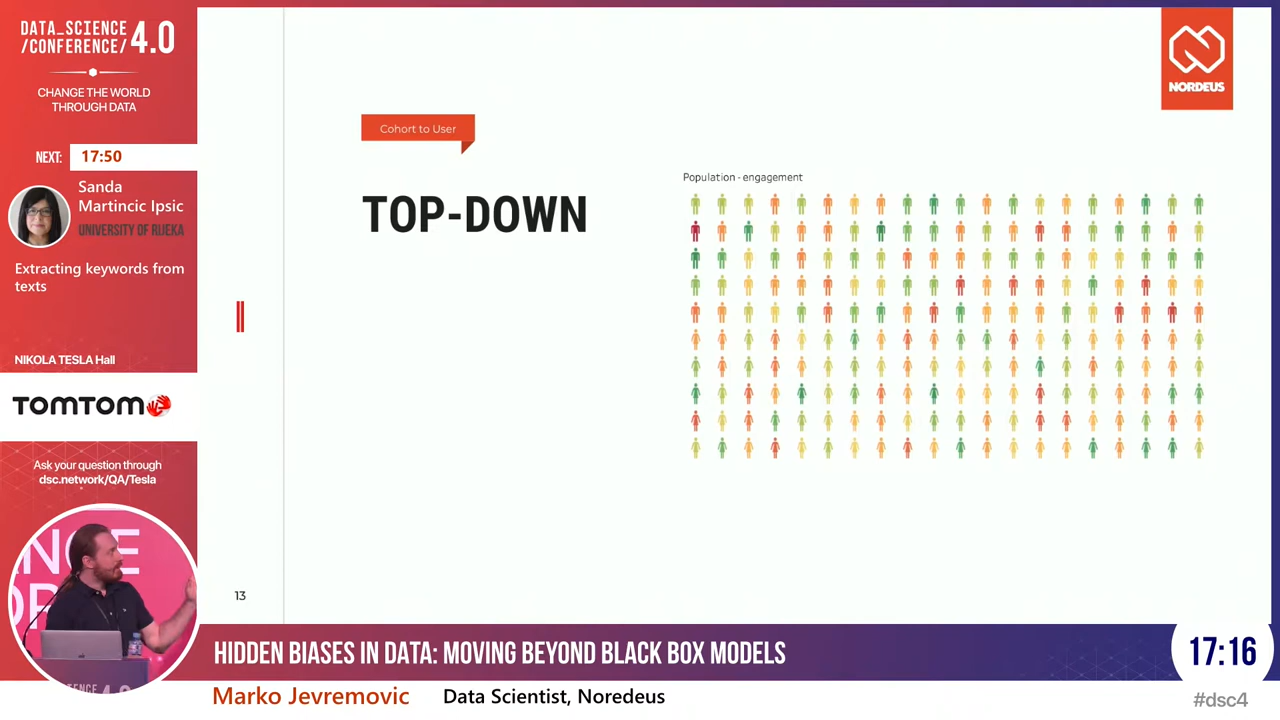 DATA_SCIENCE
/CONFERENCE/ 4.0
CHANGE THE WORLD
THROUGH DATA
NEXT: 17:50
Sanda
Martincic Ipsic
UNIVERSITY OF RIJEKA
Extracting keywords from
texts
NIKOLA TESLA Hall
TOMTOM
Ask your question through
dsc.network/QA/Tesla
NORDEUS
Cohort to User
TOP-DOWN
Population - engagement
13
HIDDEN BIASES IN DATA: MOVING BEYOND BLACK BOX MODELS
17:16
Marko Jevremovic Data Scientist, Noredeus
#dsc4